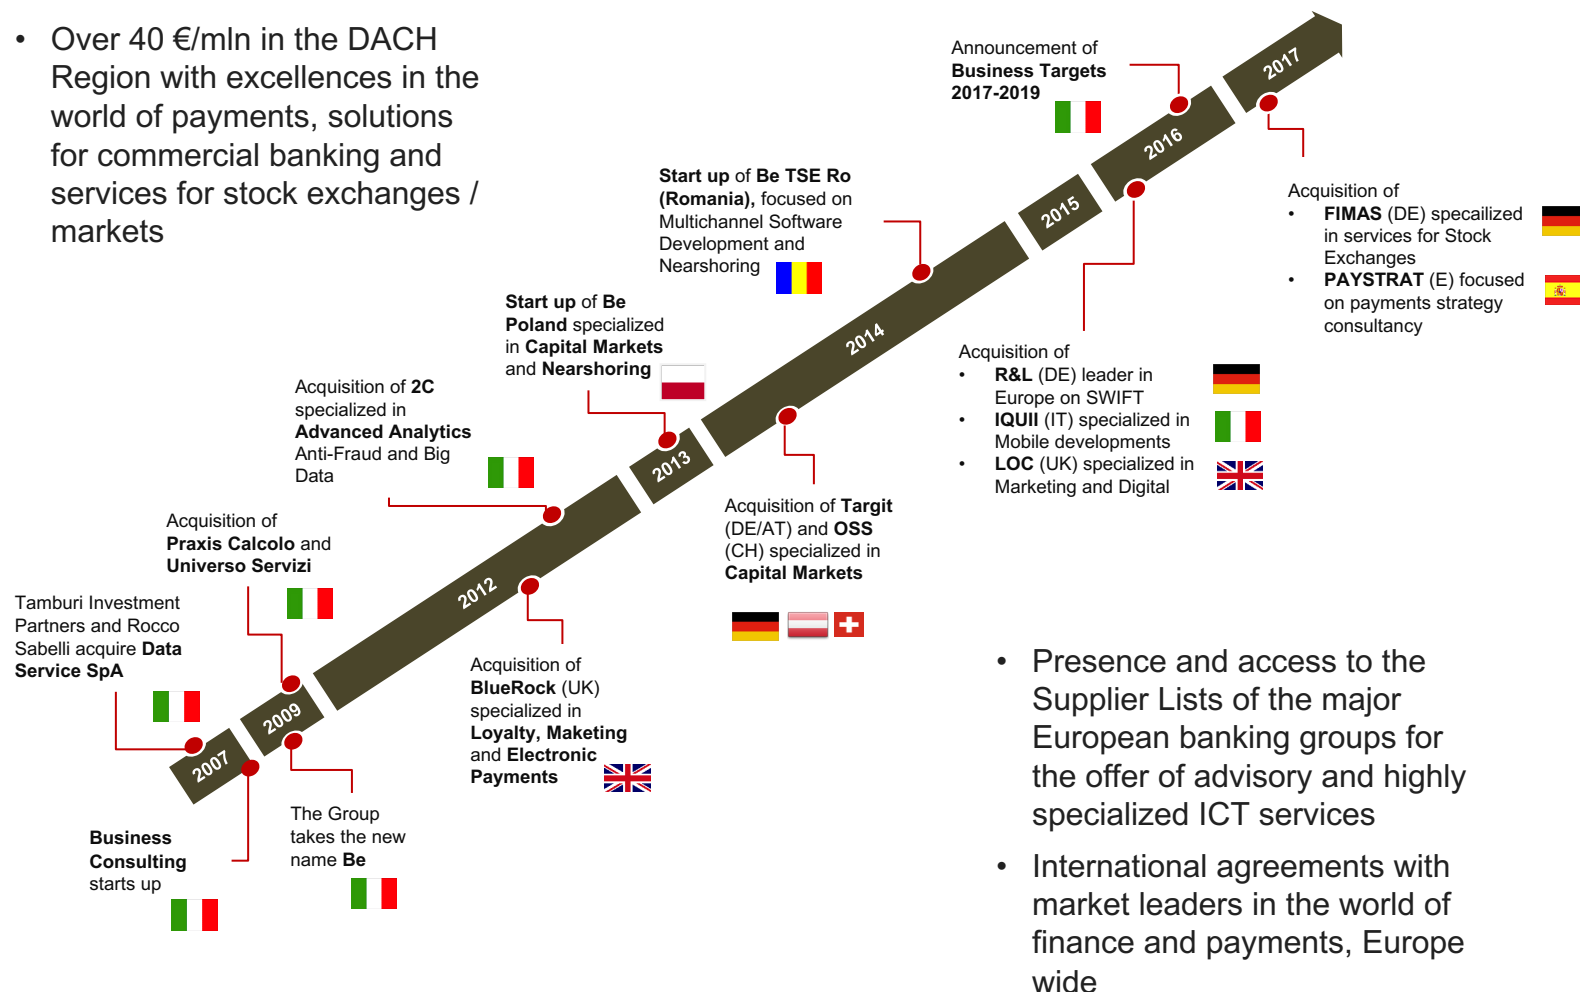 • Over 40 €/mln in the DACH
Region with excellences in the
world of payments, solutions
for commercial banking and
services for stock exchanges /
markets
Announcement of
Business Targets
2017-2019
2017
2016
2015
2014
2013
2012
2009
2007
Acquisition of
• FIMAS (DE) specailized
in services for Stock
Exchanges
• PAYSTRAT (E) focused
on payments strategy
consultancy
Start up of Be TSE Ro
(Romania), focused on
Multichannel Software
Development and
Nearshoring
Start up of Be
Poland specialized
in Capital Markets
and Nearshoring
Acquisition of
• R&L (DE) leader in
Europe on SWIFT
• IQUII (IT) specialized in
Mobile developments
• LOC (UK) specialized in
Marketing and Digital
Acquisition of 2C
specialized in
Advanced Analytics
Anti-Fraud and Big
Data
Acquisition of Targit
(DE/AT) and OSS
(CH) specialized in
Capital Markets
Acquisition of
Praxis Calcolo and
Universo Servizi
Tamburi Investment
Partners and Rocco
Sabelli acquire Data
Service SpA
Acquisition of
BlueRock (UK)
specialized in
Loyalty, Maketing
and Electronic
Payments
The Group
takes the new
name Be
Business
Consulting
starts up
• Presence and access to the
Supplier Lists of the major
European banking groups for
the offer of advisory and highly
specialized ICT services
• International agreements with
market leaders in the world of
finance and payments, Europe
wide